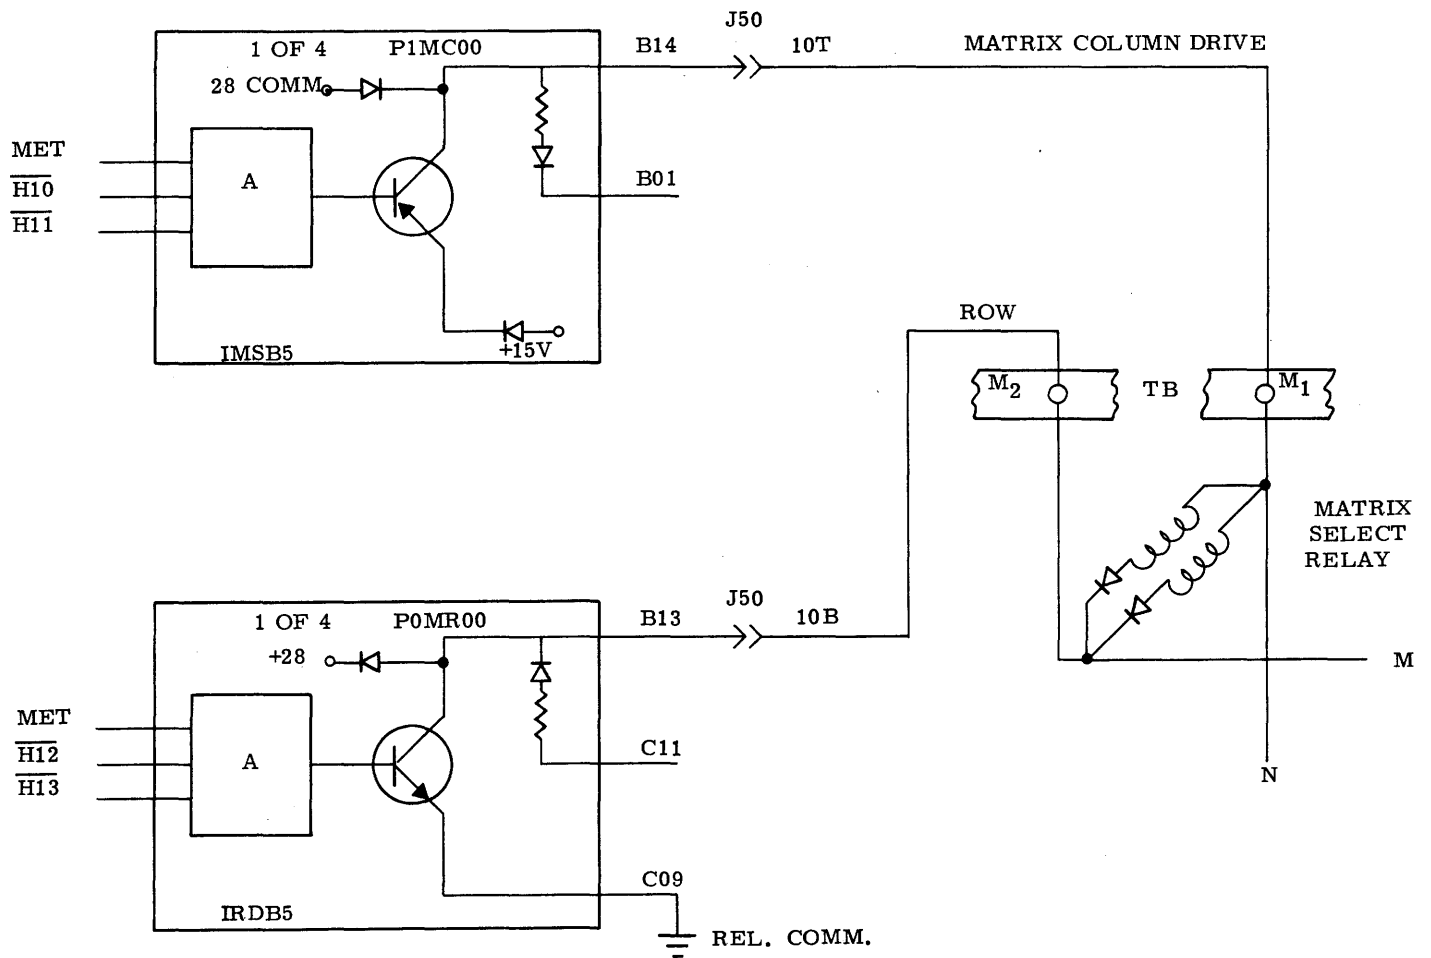 J50
1 OF 4 P1MC00 B14 10T MATRIX COLUMN DRIVE
28 COMM
MET
H10
H11
A
B01
+15V
IMSB5
ROW
M2 TB M1
MATRIX
SELECT
RELAY
J50
1 OF 4 P0MR00 B13 10B
+28
M
MET
H12
H13
A
C11
N
C09
IRDB5
REL. COMM.